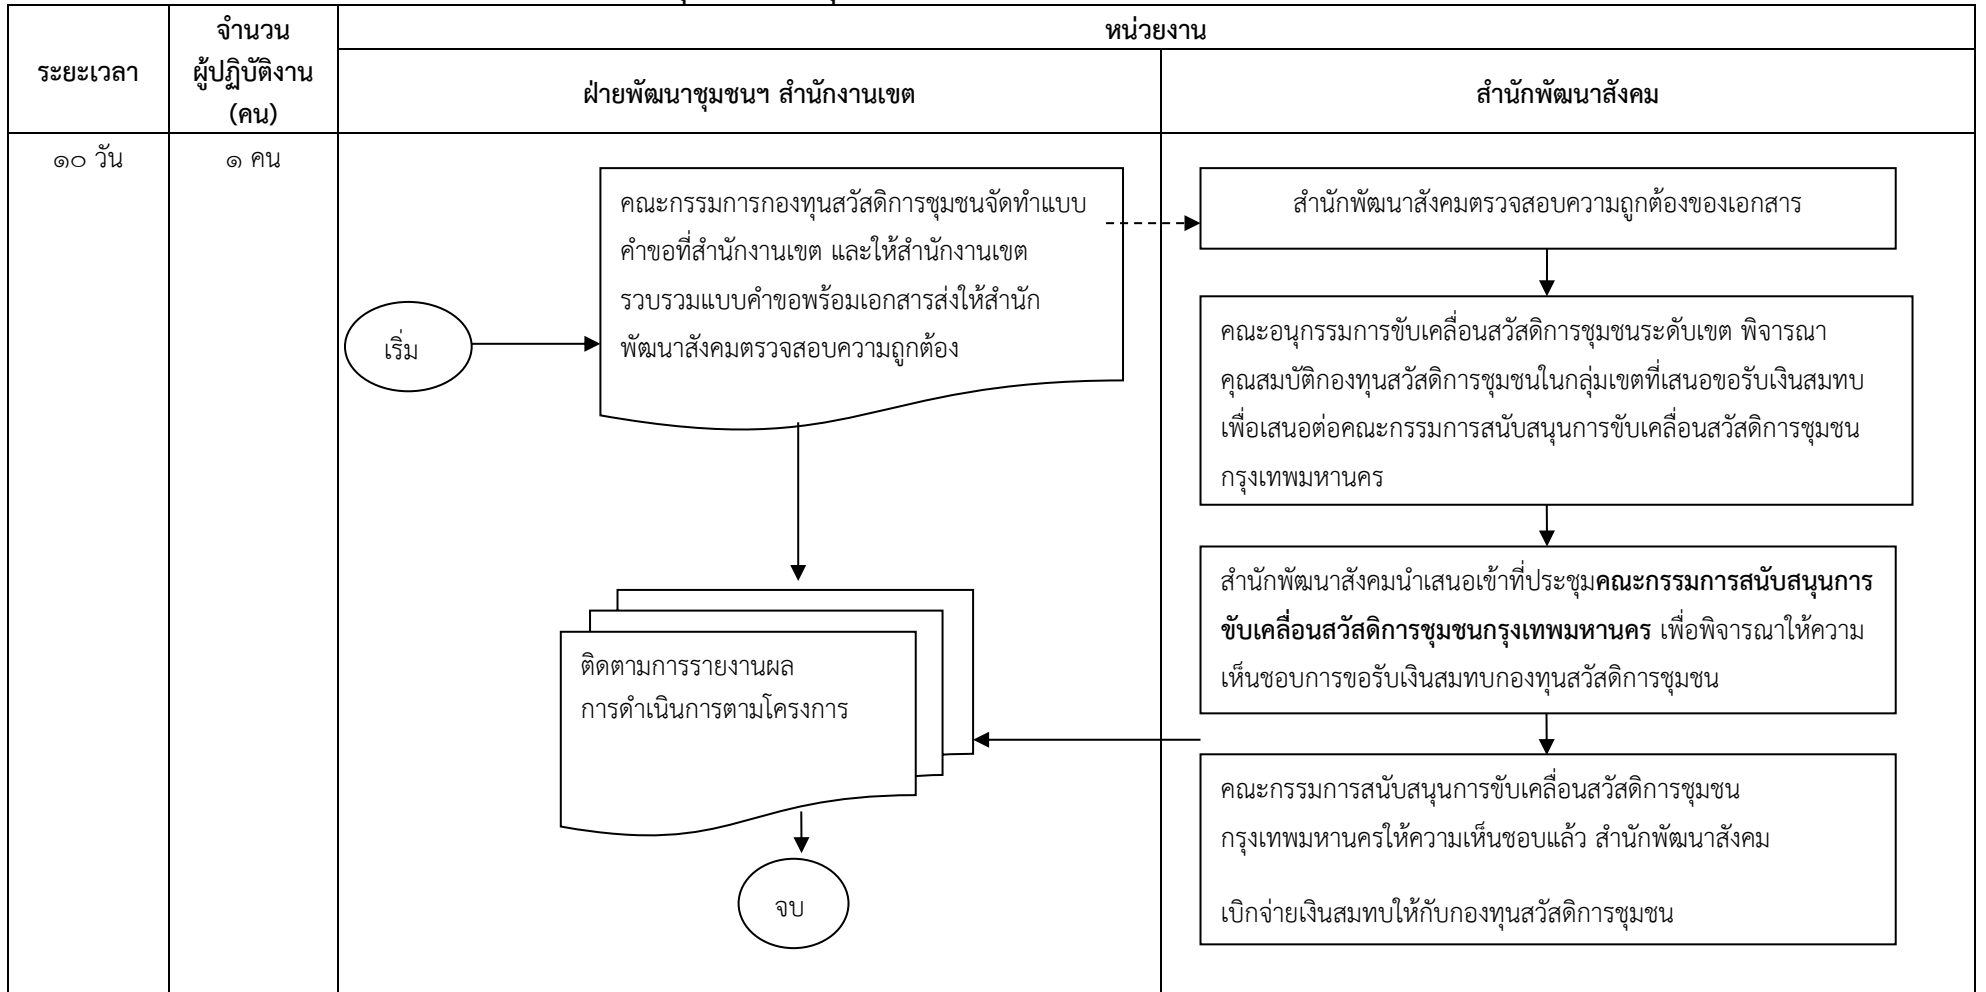 ระยะเวลา
จำนวน
ผู้ปฏิบัติงาน
(คน)
หน่วยงาน
ฝ่ายพัฒนาชุมชนฯ สำนักงานเขต
สำนักพัฒนาสังคม
๑๐ วัน
๑ คน
เริ่ม
คณะกรรมการกองทุนสวัสดิการชุมชนจัดทำแบบ
คำขอที่สำนักงานเขต และให้สำนักงานเขต
รวบรวมแบบคำขอพร้อมเอกสารส่งให้สำนัก
พัฒนาสังคมตรวจสอบความถูกต้อง
สำนักพัฒนาสังคมตรวจสอบความถูกต้องของเอกสาร
คณะอนุกรรมการขับเคลื่อนสวัสดิการชุมชนระดับเขต พิจารณา
คุณสมบัติกองทุนสวัสดิการชุมชนในกลุ่มเขตที่เสนอขอรับเงินสมทบ
เพื่อเสนอต่อคณะกรรมการสนับสนุนการขับเคลื่อนสวัสดิการชุมชน
กรุงเทพมหานคร
สำนักพัฒนาสังคมนำเสนอเข้าที่ประชุมคณะกรรมการสนับสนุนการ
ขับเคลื่อนสวัสดิการชุมชนกรุงเทพมหานคร เพื่อพิจารณาให้ความ
เห็นชอบการขอรับเงินสมทบกองทุนสวัสดิการชุมชน
คณะกรรมการสนับสนุนการขับเคลื่อนสวัสดิการชุมชน
กรุงเทพมหานครให้ความเห็นชอบแล้ว สำนักพัฒนาสังคม
เบิกจ่ายเงินสมทบให้กับกองทุนสวัสดิการชุมชน
ติดตามการรายงานผล
การดำเนินการตามโครงการ
จบ